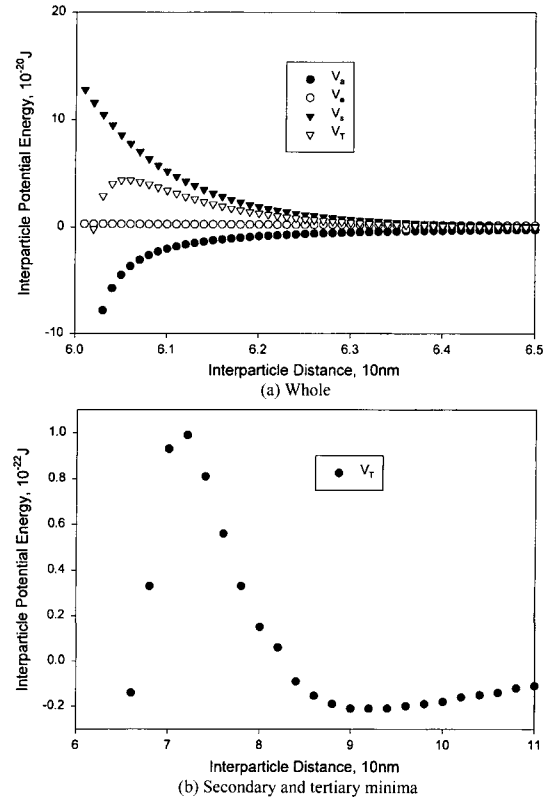 20
10
0
-10
Interparticle Potential Energy, 10⁻²⁰J
Vₐ
Vₑ
Vₛ
V_T
6.0 6.1 6.2 6.3 6.4 6.5
Interparticle Distance, 10nm
(a) Whole
1.0
0.8
0.6
0.4
0.2
0.0
-0.2
Interparticle Potential Energy, 10⁻²²J
V_T
6 7 8 9 10 11
Interparticle Distance, 10nm
(b) Secondary and tertiary minima